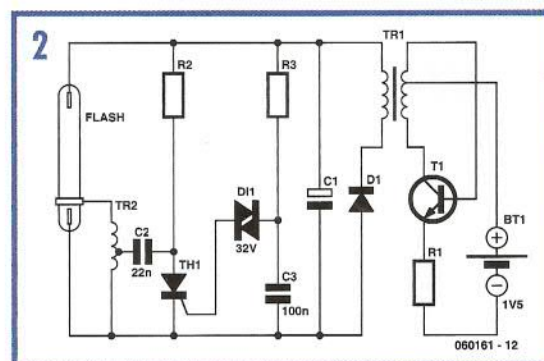 2
TR1
R2
R3
FLASH
TR2
C2
22n
TH1
DI1
32V
C3
100n
C1
D1
T1
R1
BT1
1V5
060161 - 12